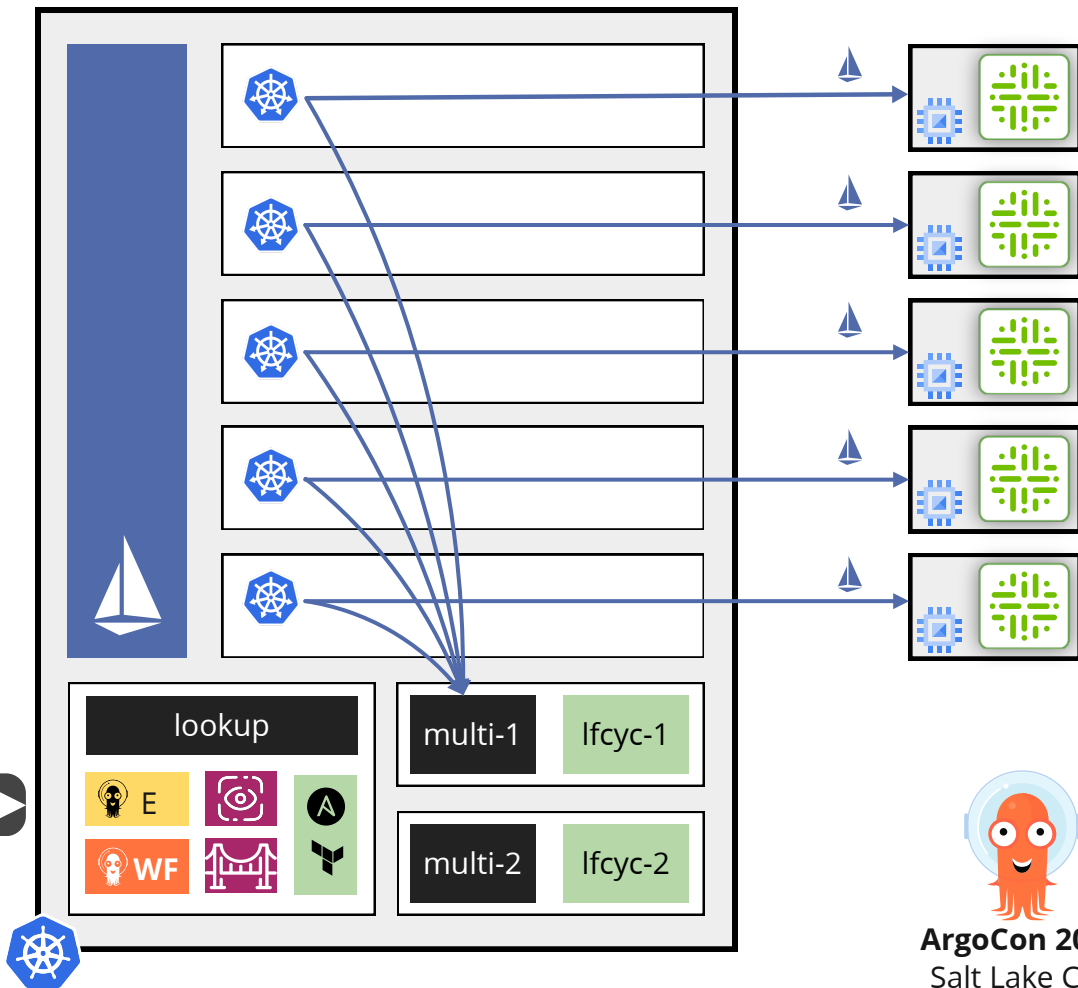 lookup
E
WF
multi-1
lfcyc-1
multi-2
lfcyc-2
ArgoCon 20
Salt Lake C